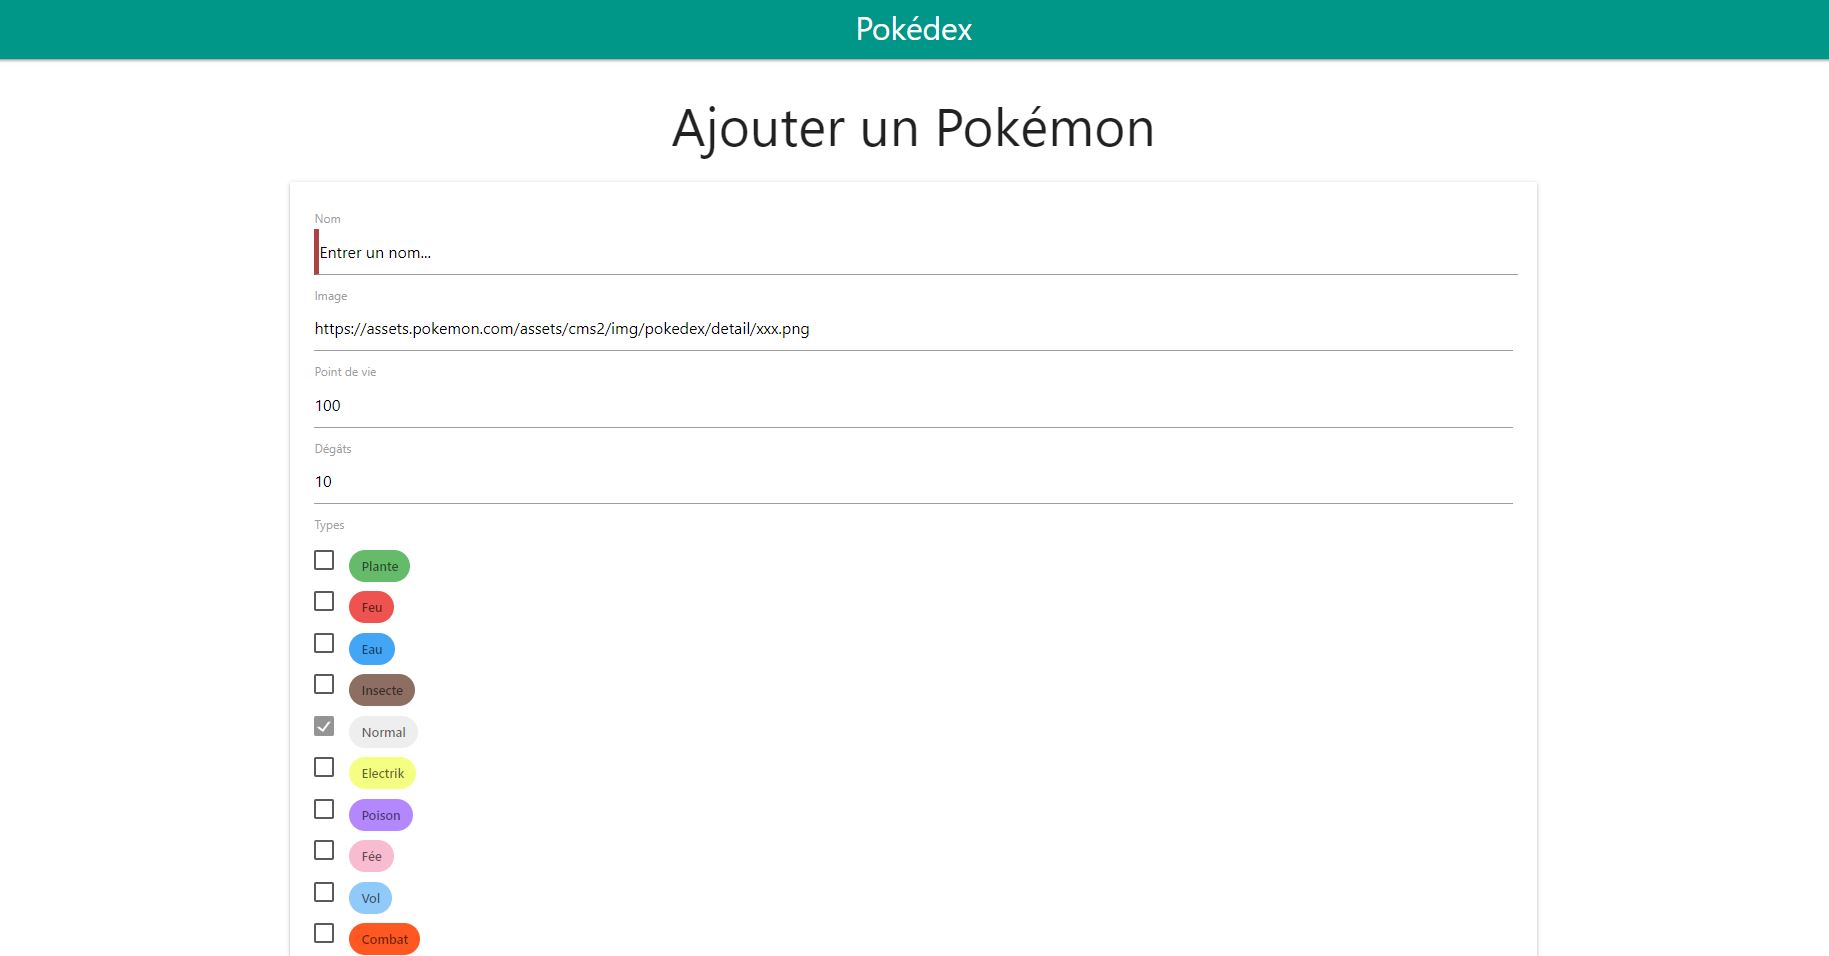 Pokédex
Ajouter un Pokémon
Nom
Entrer un nom...
Image
https://assets.pokemon.com/assets/cms2/img/pokedex/detail/xxx.png
Point de vie
100
Dégâts
10
Types
Plante
Feu
Eau
Insecte
Normal
Electrik
Poison
Fée
Vol
Combat